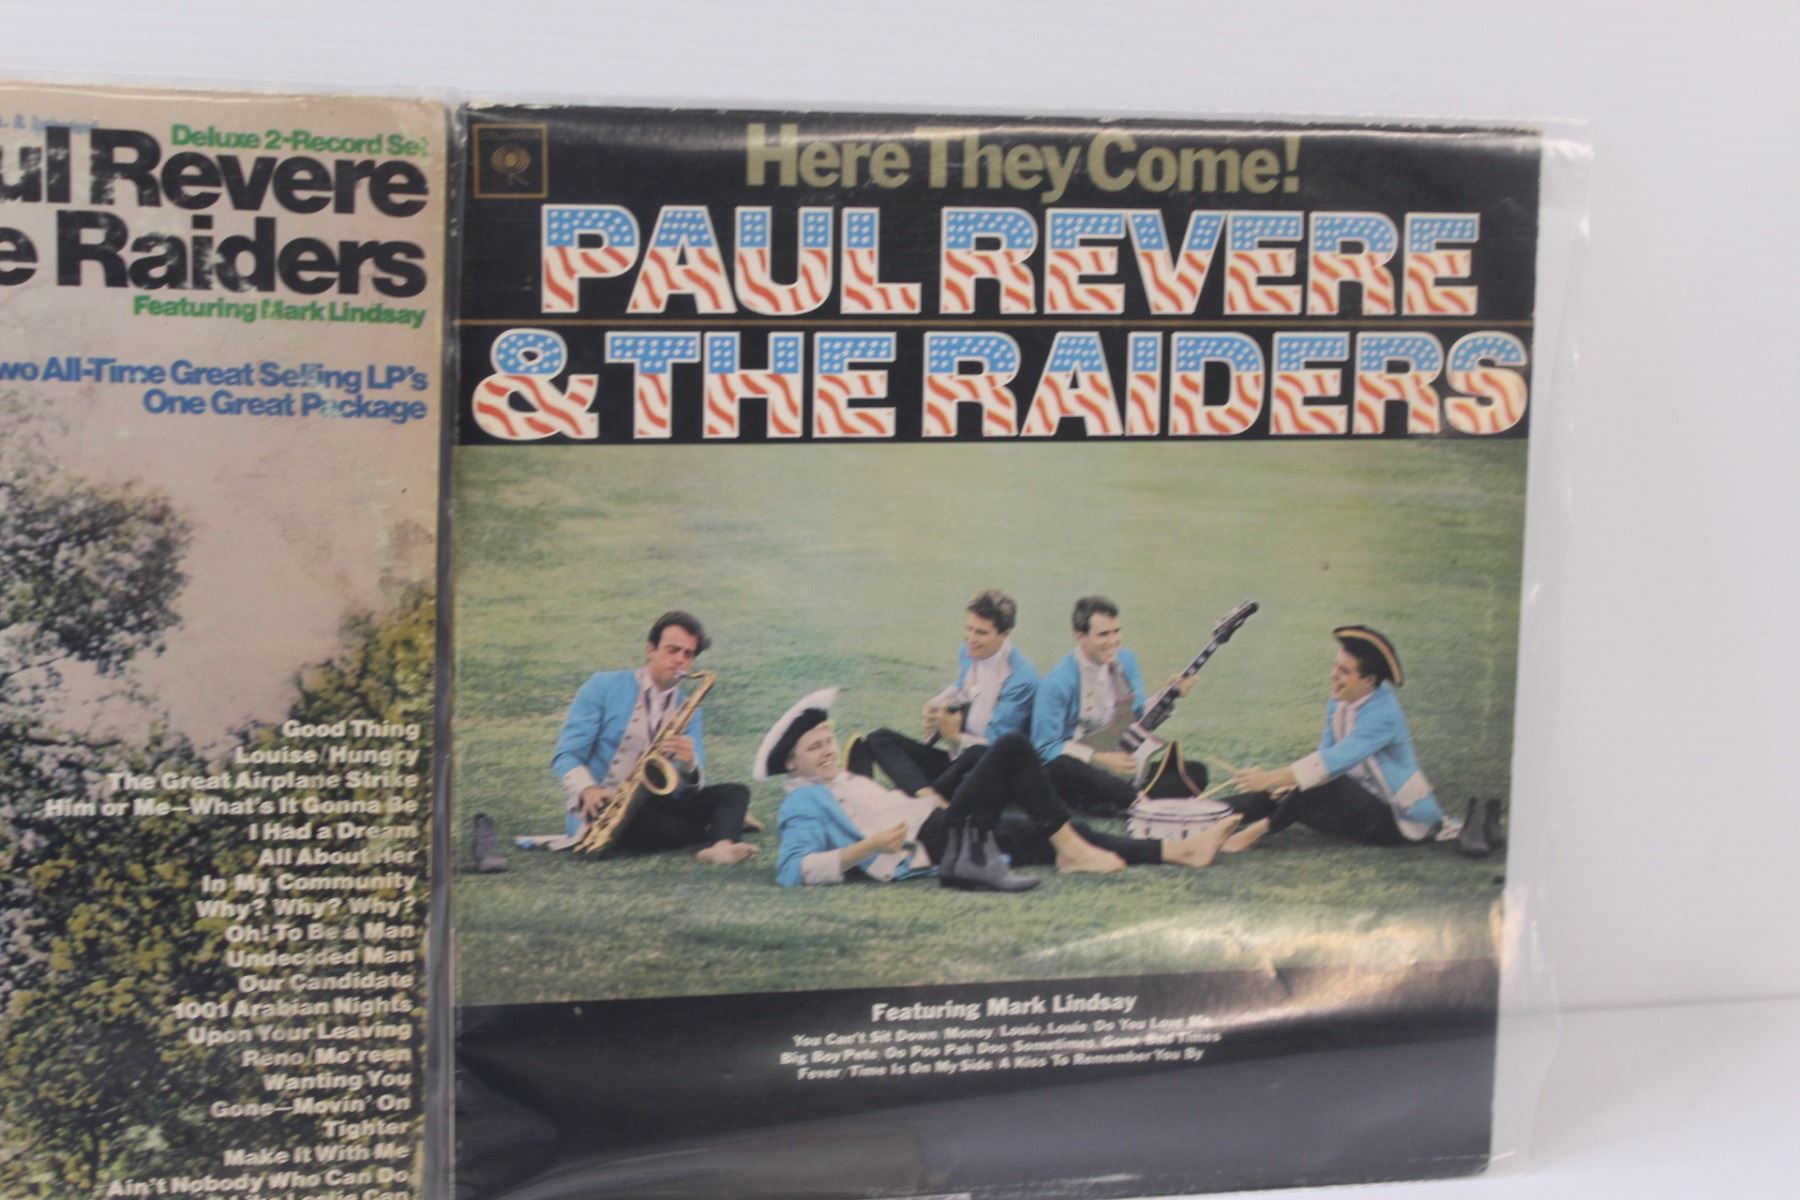 Deluxe 2-Record Set
ul Revere
e Raiders
Featuring Mark Lindsay
wo All-Time Great Selling LP's
One Great Package
Good Thing
Louise/Hungry
The Great Airplane Strike
Him or Me—What's It Gonna Be
I Had a Dream
All About Her
In My Community
Why? Why? Why?
Oh! To Be a Man
Undecided Man
Our Candidate
1001 Arabian Nights
Upon Your Leaving
Reno/Mo'reen
Wanting You
Gone—Movin' On
Tighter
Make It With Me
Ain't Nobody Who Can Do
It Like Leslie Can
Here They Come!
PAUL REVERE
& THE RAIDERS
Featuring Mark Lindsay
You Can't Sit Down/Money/Louie, Louie/Do You Love Me
Big Boy Pete/Oo Poo Pah Doo/Sometimes/Gone/Bad Times
Fever/Time Is On My Side/A Kiss To Remember You By